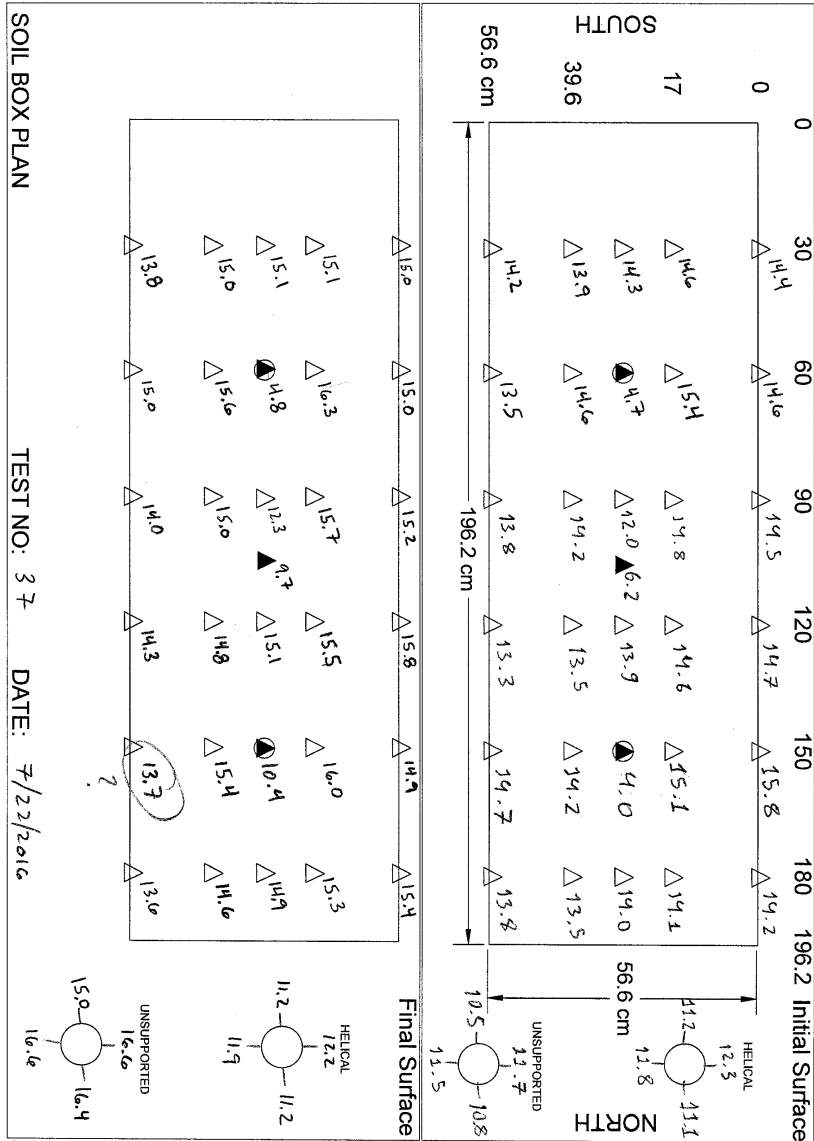 0 30 60 90 120 150 180 196.2 Initial Surface
0 14.4 14.6 14.5 14.7 15.8 14.2
17 14.6 15.4 14.8 14.6 15.1 14.1
14.3 4.7 12.0 6.2 13.9 4.0 14.0
39.6 13.9 14.6 14.2 13.5 14.2 13.5
56.6 cm 14.2 13.5 13.8 13.3 14.7 13.8
SOUTH
196.2 cm
56.6 cm
HELICAL
12.3
11.2 11.1
11.8
NORTH
UNSUPPORTED
11.7
10.5 10.8
11.5
Final Surface
15.0 15.0 15.2 15.8 14.9 15.4
15.1 16.3 15.7 15.5 16.0 15.3
15.1 4.8 12.3 9.7 15.1 10.4 14.9
15.0 15.6 15.0 14.8 15.4 14.6
13.8 15.0 14.0 14.3 13.7 13.6
?
HELICAL
12.2
11.2 11.2
11.9
UNSUPPORTED
16.6
15.0 16.4
16.6
SOIL BOX PLAN TEST NO: 37 DATE: 7/22/2016